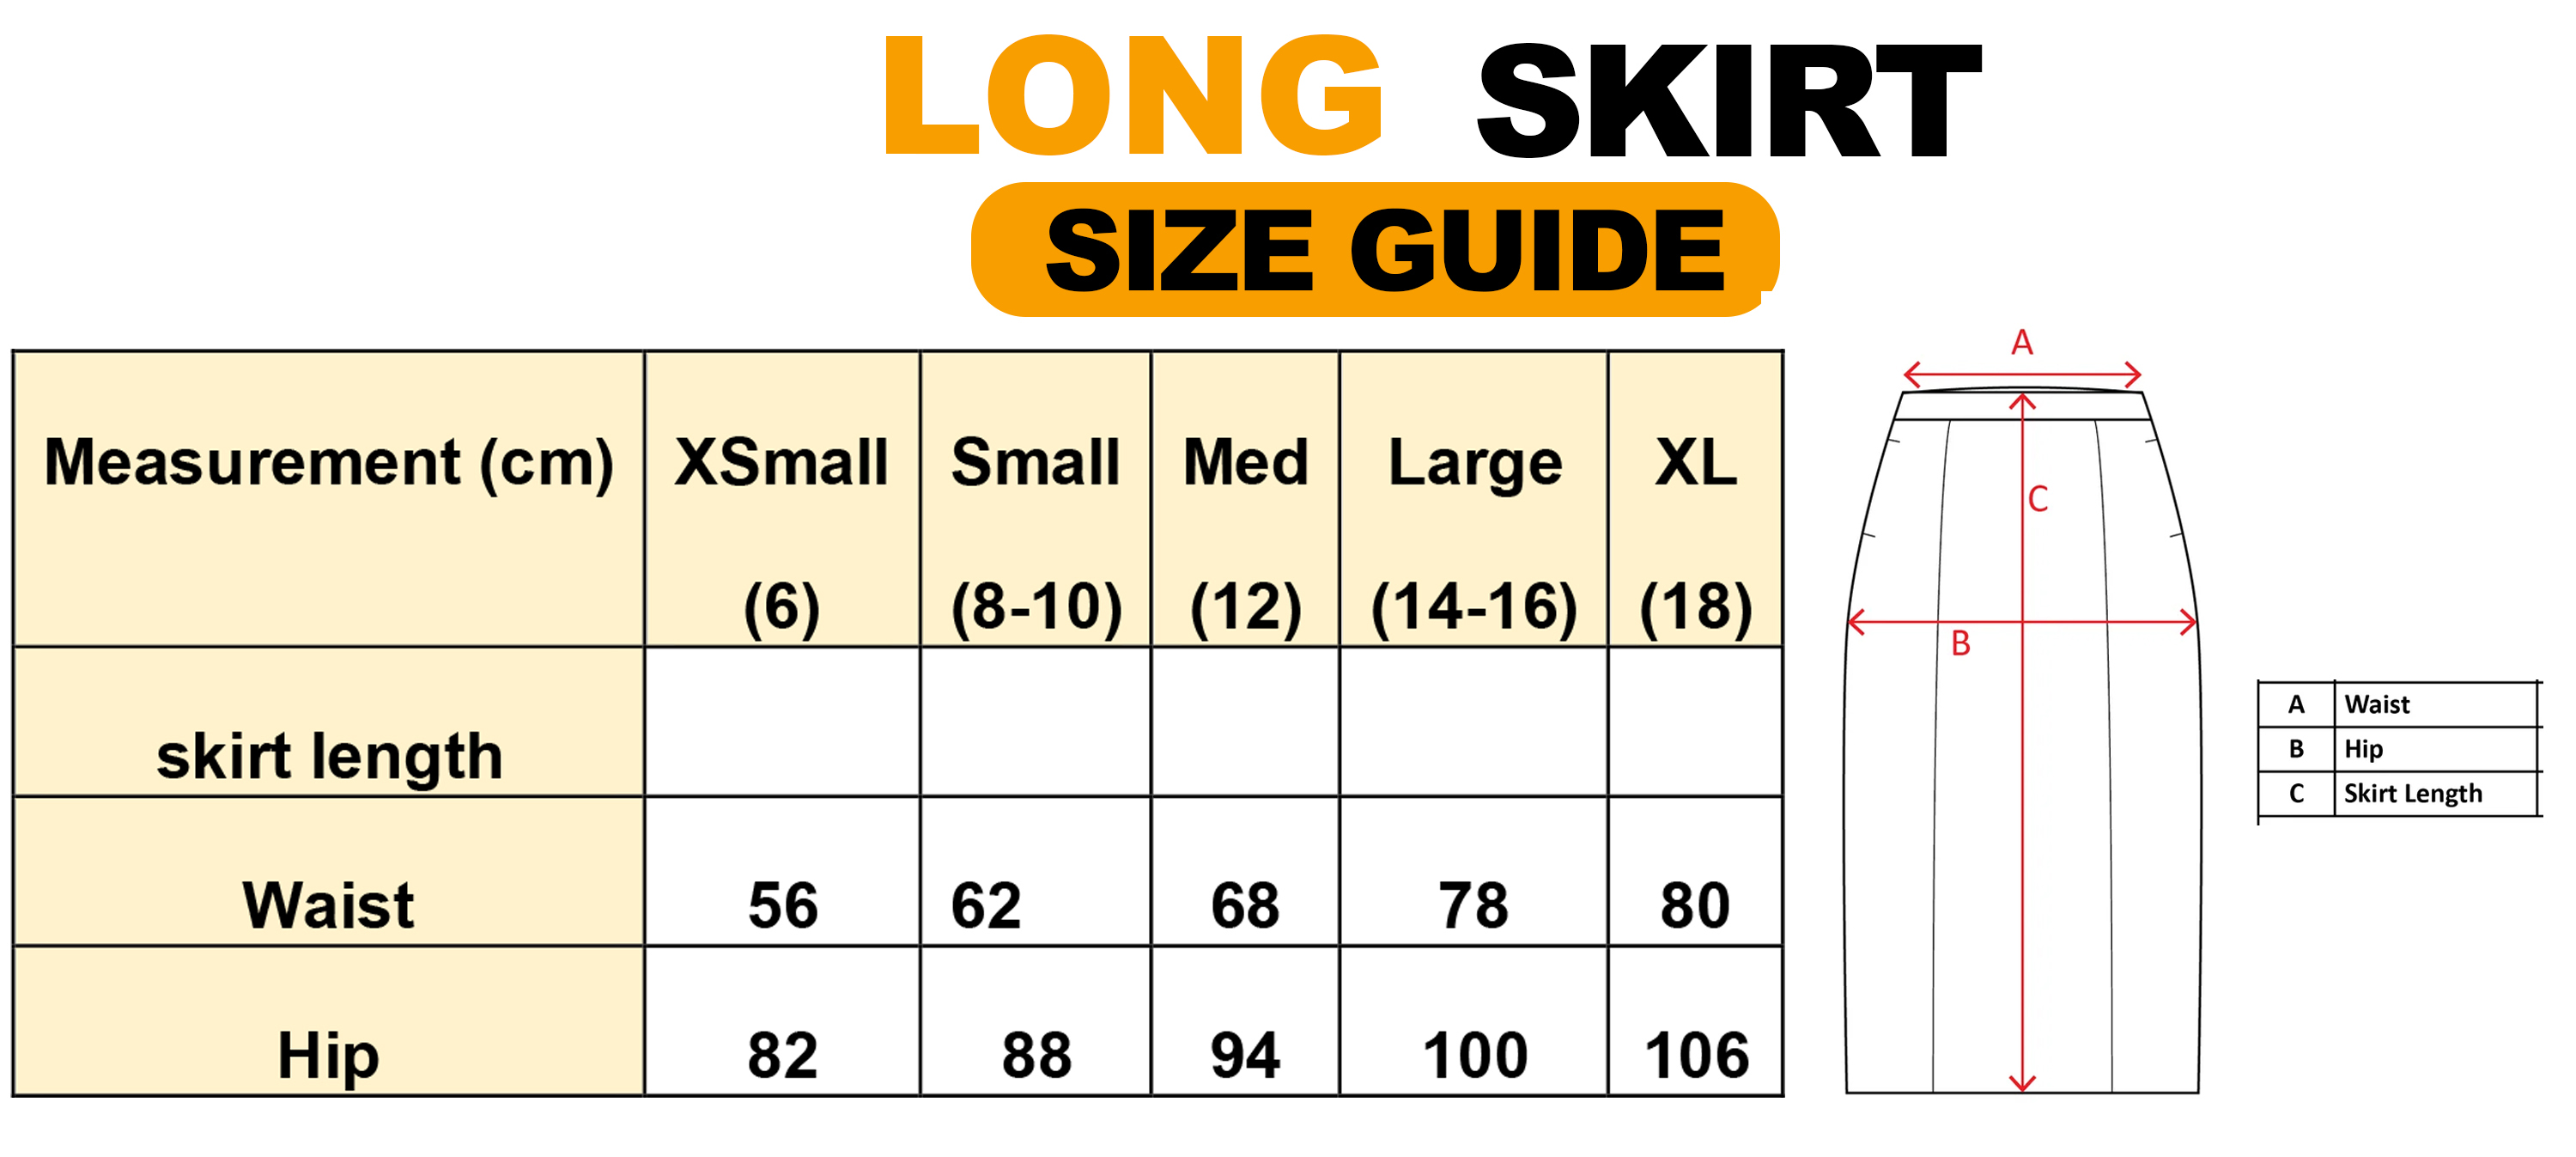 LONG SKIRT
SIZE GUIDE
Measurement (cm) XSmall Small Med Large XL
(6) (8-10) (12) (14-16) (18)
skirt length
Waist 56 62 68 78 80
Hip 82 88 94 100 106
A
C
B
A Waist
B Hip
C Skirt Length